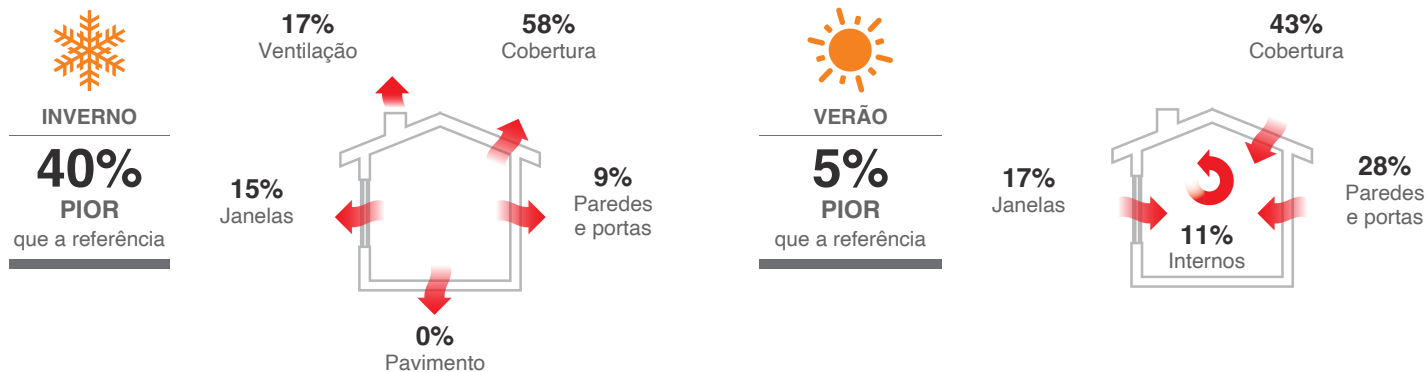 INVERNO
40%
PIOR
que a referência
17%
Ventilação
58%
Cobertura
15%
Janelas
9%
Paredes
e portas
0%
Pavimento
VERÃO
5%
PIOR
que a referência
43%
Cobertura
17%
Janelas
28%
Paredes
e portas
11%
Internos